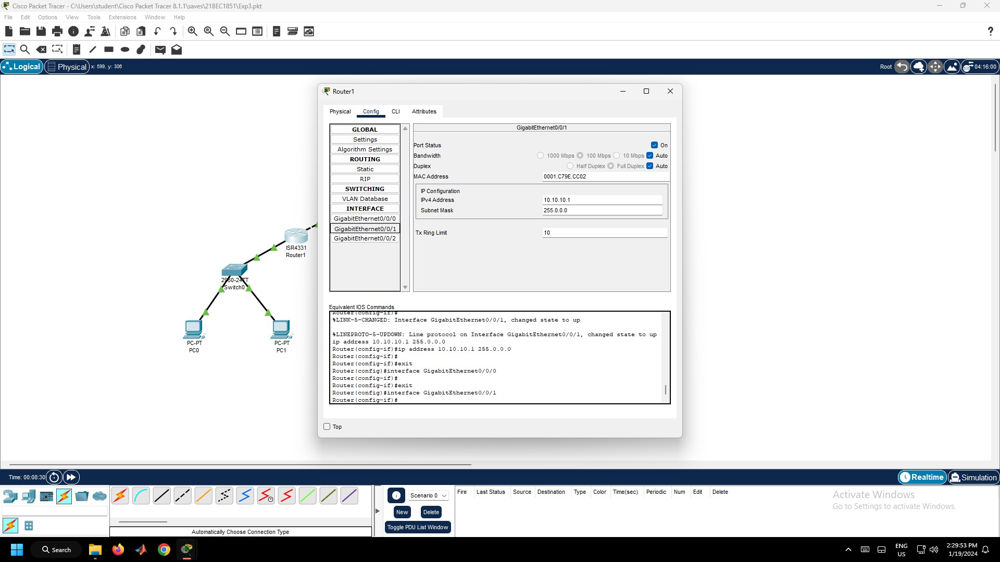 Cisco Packet Tracer - C:\Users\student\Cisco Packet Tracer 8.1.1\saves\21BEC1851\Exp3.pkt
File Edit Options View Tools Extensions Window Help
?
Logical Physical x: 599, y: 306 Root 04:16:00
Router1
Physical Config CLI Attributes
GLOBAL
Settings
Algorithm Settings
ROUTING
Static
RIP
SWITCHING
VLAN Database
INTERFACE
GigabitEthernet0/0/0
GigabitEthernet0/0/1
GigabitEthernet0/0/2
GigabitEthernet0/0/1
Port Status On
Bandwidth 1000 Mbps 100 Mbps 10 Mbps Auto
Duplex Half Duplex Full Duplex Auto
MAC Address 0001.C79E.CC02
IP Configuration
IPv4 Address 10.10.10.1
Subnet Mask 255.0.0.0
Tx Ring Limit 10
Equivalent IOS Commands
Router(config-if)#
%LINK-5-CHANGED: Interface GigabitEthernet0/0/1, changed state to up
%LINEPROTO-5-UPDOWN: Line protocol on Interface GigabitEthernet0/0/1, changed state to up
ip address 10.10.10.1 255.0.0.0
Router(config-if)#ip address 10.10.10.1 255.0.0.0
Router(config-if)#
Router(config-if)#exit
Router(config)#interface GigabitEthernet0/0/0
Router(config-if)#
Router(config-if)#exit
Router(config)#interface GigabitEthernet0/0/1
Router(config-if)#
Top
ISR4331
Router1
2960-24TT
Switch0
PC-PT
PC0
PC-PT
PC1
Time: 00:08:30
Realtime Simulation
Automatically Choose Connection Type
Scenario 0
New Delete
Toggle PDU List Window
Fire Last Status Source Destination Type Color Time(sec) Periodic Num Edit Delete
Activate Windows
Go to Settings to activate Windows.
Search
ENG
US
2:29:53 PM
1/19/2024